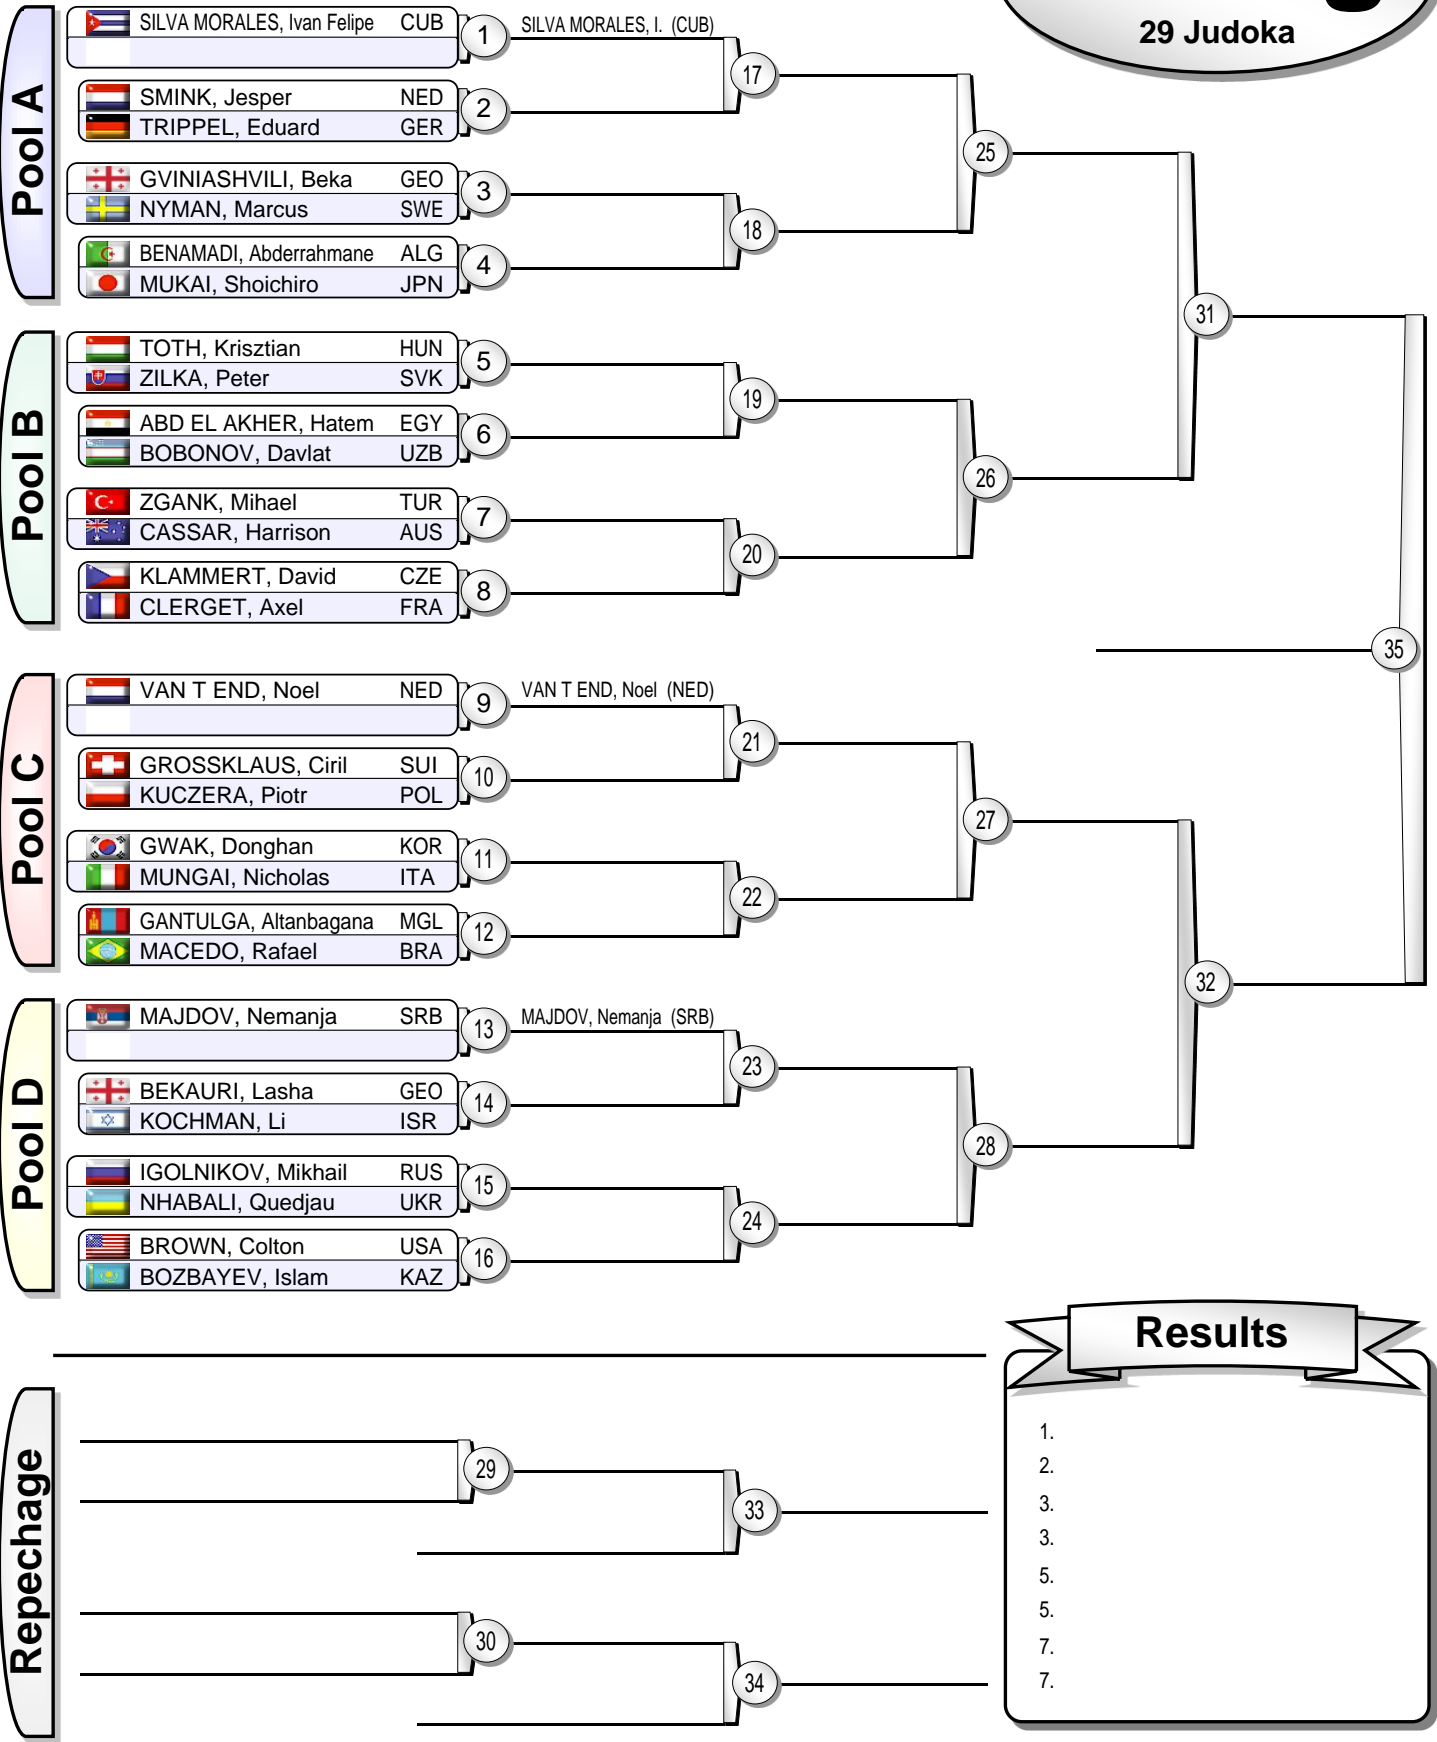 29 Judoka
Pool A
SILVA MORALES, Ivan Felipe CUB
1
SILVA MORALES, I. (CUB)
17
SMINK, Jesper NED
TRIPPEL, Eduard GER
2
25
GVINIASHVILI, Beka GEO
NYMAN, Marcus SWE
3
18
BENAMADI, Abderrahmane ALG
MUKAI, Shoichiro JPN
4
31
Pool B
TOTH, Krisztian HUN
ZILKA, Peter SVK
5
19
ABD EL AKHER, Hatem EGY
BOBONOV, Davlat UZB
6
26
ZGANK, Mihael TUR
CASSAR, Harrison AUS
7
20
KLAMMERT, David CZE
CLERGET, Axel FRA
8
35
Pool C
VAN T END, Noel NED
9
VAN T END, Noel (NED)
21
GROSSKLAUS, Ciril SUI
KUCZERA, Piotr POL
10
27
GWAK, Donghan KOR
MUNGAI, Nicholas ITA
11
22
GANTULGA, Altanbagana MGL
MACEDO, Rafael BRA
12
32
Pool D
MAJDOV, Nemanja SRB
13
MAJDOV, Nemanja (SRB)
23
BEKAURI, Lasha GEO
KOCHMAN, Li ISR
14
28
IGOLNIKOV, Mikhail RUS
NHABALI, Quedjau UKR
15
24
BROWN, Colton USA
BOZBAYEV, Islam KAZ
16
Repechage
29
33
30
34
Results
1.
2.
3.
3.
5.
5.
7.
7.